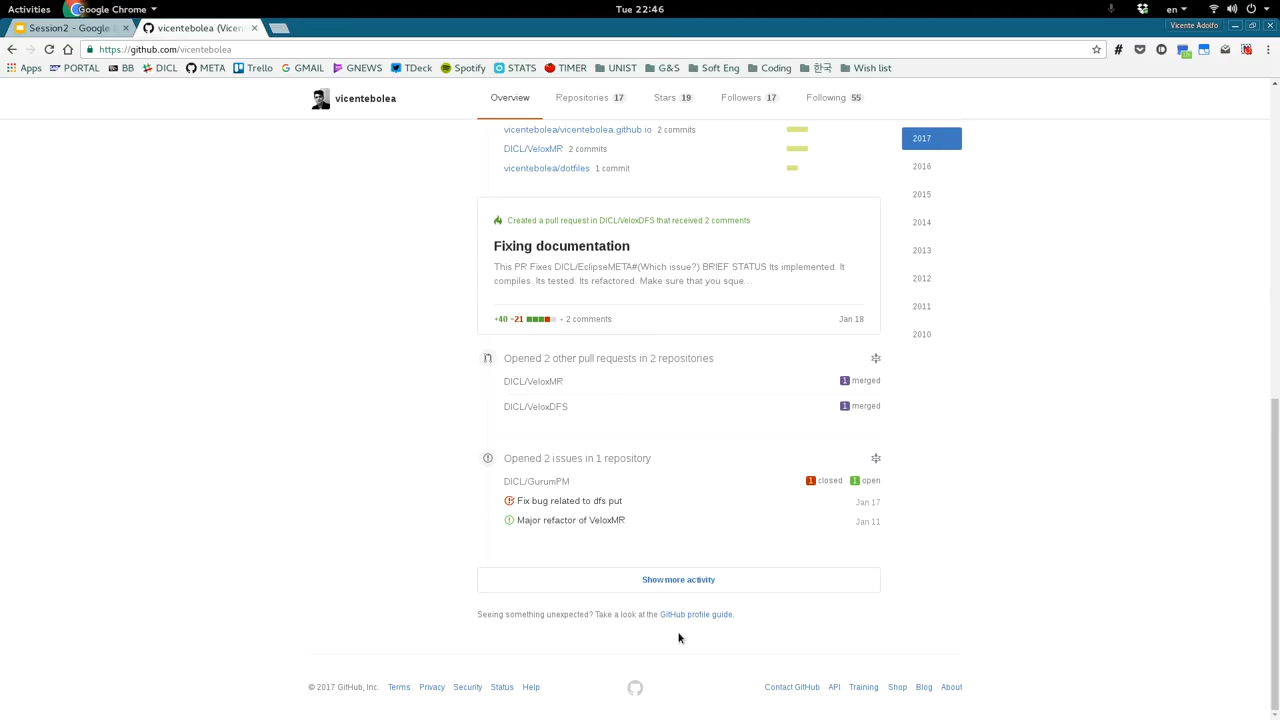 Activities Google Chrome Tue 22:46 en
Session2 - Google vicentebolea (Vicen Vicente Adolfo
https://github.com/vicentebolea
Apps PORTAL BB DICL META Trello GMAIL GNEWS TDeck Spotify STATS TIMER UNIST G&S Soft Eng Coding 한국 Wish list
vicentebolea Overview Repositories 17 Stars 19 Followers 17 Following 55
vicentebolea/vicentebolea.github.io 2 commits
DICL/VeloxMR 2 commits
vicentebolea/dotfiles 1 commit
2017
2016
2015
2014
2013
2012
2011
2010
Created a pull request in DICL/VeloxDFS that received 2 comments
Fixing documentation
This PR Fixes DICL/EclipseMETA#(Which issue?) BRIEF STATUS Its implemented. It
compiles. Its tested. Its refactored. Make sure that you sque…
+40 -21 • 2 comments Jan 18
Opened 2 other pull requests in 2 repositories
DICL/VeloxMR 1 merged
DICL/VeloxDFS 1 merged
Opened 2 issues in 1 repository
DICL/GurumPM 1 closed 1 open
Fix bug related to dfs put Jan 17
Major refactor of VeloxMR Jan 11
Show more activity
Seeing something unexpected? Take a look at the GitHub profile guide.
© 2017 GitHub, Inc. Terms Privacy Security Status Help Contact GitHub API Training Shop Blog About